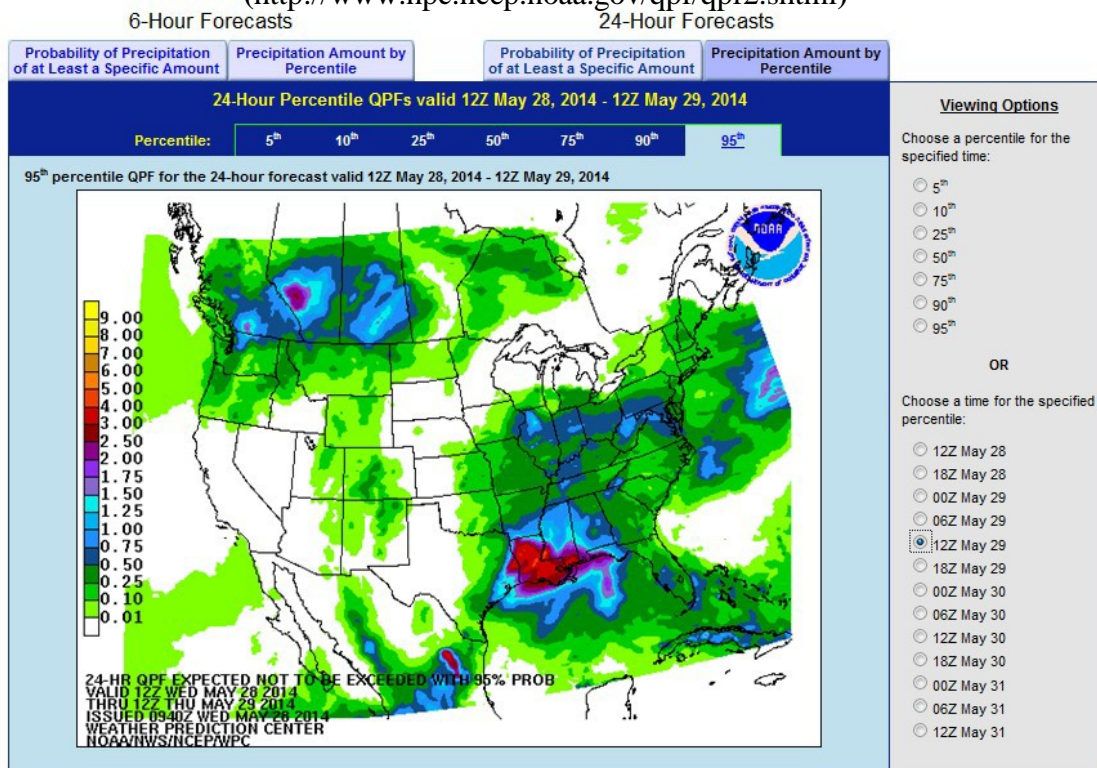 (http://www.hpc.ncep.noaa.gov/qpf/qpf2.shtml)
6-Hour Forecasts
24-Hour Forecasts
Probability of Precipitation
of at Least a Specific Amount
Precipitation Amount by
Percentile
Probability of Precipitation
of at Least a Specific Amount
Precipitation Amount by
Percentile
24-Hour Percentile QPFs valid 12Z May 28, 2014 - 12Z May 29, 2014
Percentile: 5th 10th 25th 50th 75th 90th 95th
95th percentile QPF for the 24-hour forecast valid 12Z May 28, 2014 - 12Z May 29, 2014
NOAA
9.00
8.00
7.00
6.00
5.00
4.00
3.00
2.50
2.00
1.75
1.50
1.25
1.00
0.75
0.50
0.25
0.10
0.01
24-HR QPF EXPECTED NOT TO BE EXCEEDED WITH 95% PROB
VALID 12Z WED MAY 28 2014
THRU 12Z THU MAY 29 2014
ISSUED 0940Z WED MAY 28 2014
WEATHER PREDICTION CENTER
NOAA/NWS/NCEP/WPC
Viewing Options
Choose a percentile for the
specified time:
5th
10th
25th
50th
75th
90th
95th
OR
Choose a time for the specified
percentile:
12Z May 28
18Z May 28
00Z May 29
06Z May 29
12Z May 29
18Z May 29
00Z May 30
06Z May 30
12Z May 30
18Z May 30
00Z May 31
06Z May 31
12Z May 31